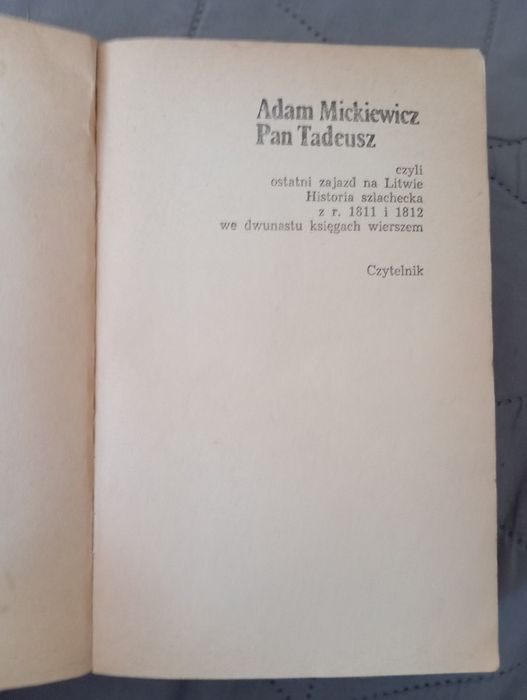 Adam Mickiewicz
Pan Tadeusz
czyli
ostatni zajazd na Litwie
Historia szlachecka
z r. 1811 i 1812
we dwunastu księgach wierszem
Czytelnik